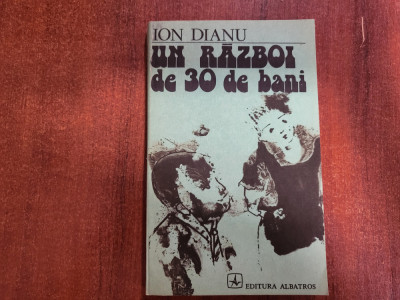 ION DIANU
UN RĂZBOI
de 30 de bani
EDITURA ALBATROS